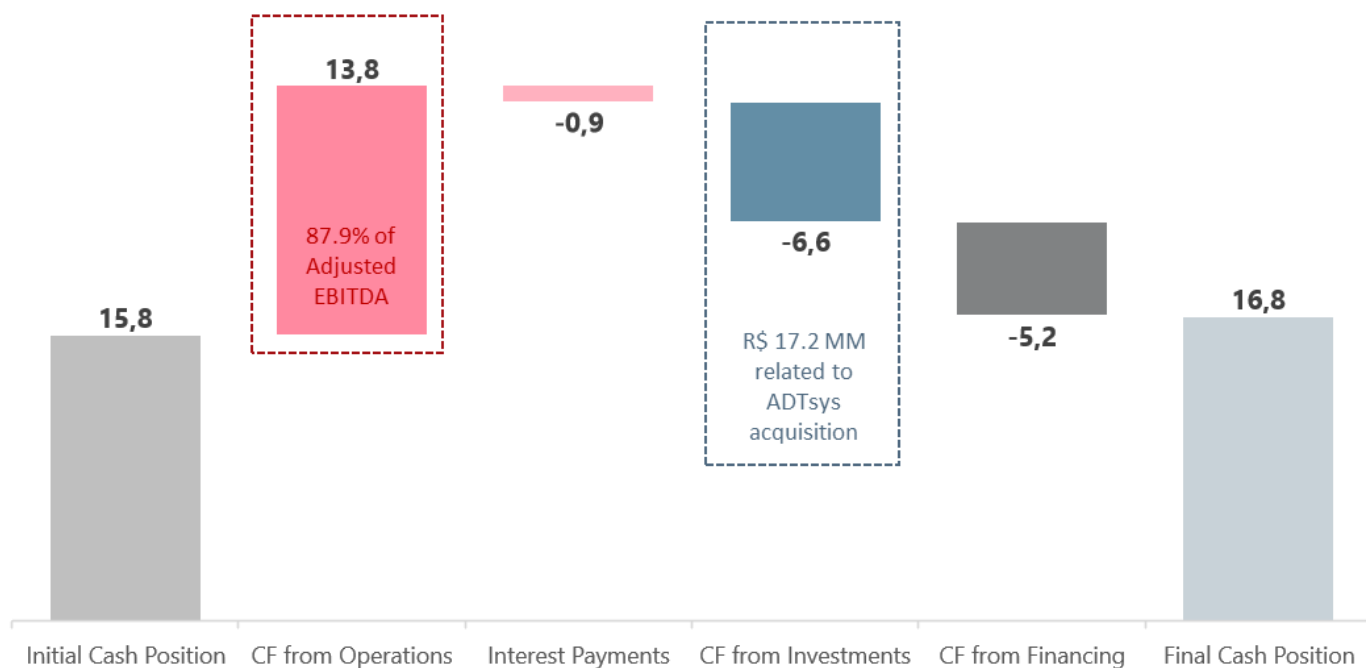 13,8
-0,9
87.9% of
Adjusted
EBITDA
-6,6
15,8
R$ 17.2 MM
related to
ADTsys
acquisition
-5,2
16,8
Initial Cash Position
CF from Operations
Interest Payments
CF from Investments
CF from Financing
Final Cash Position